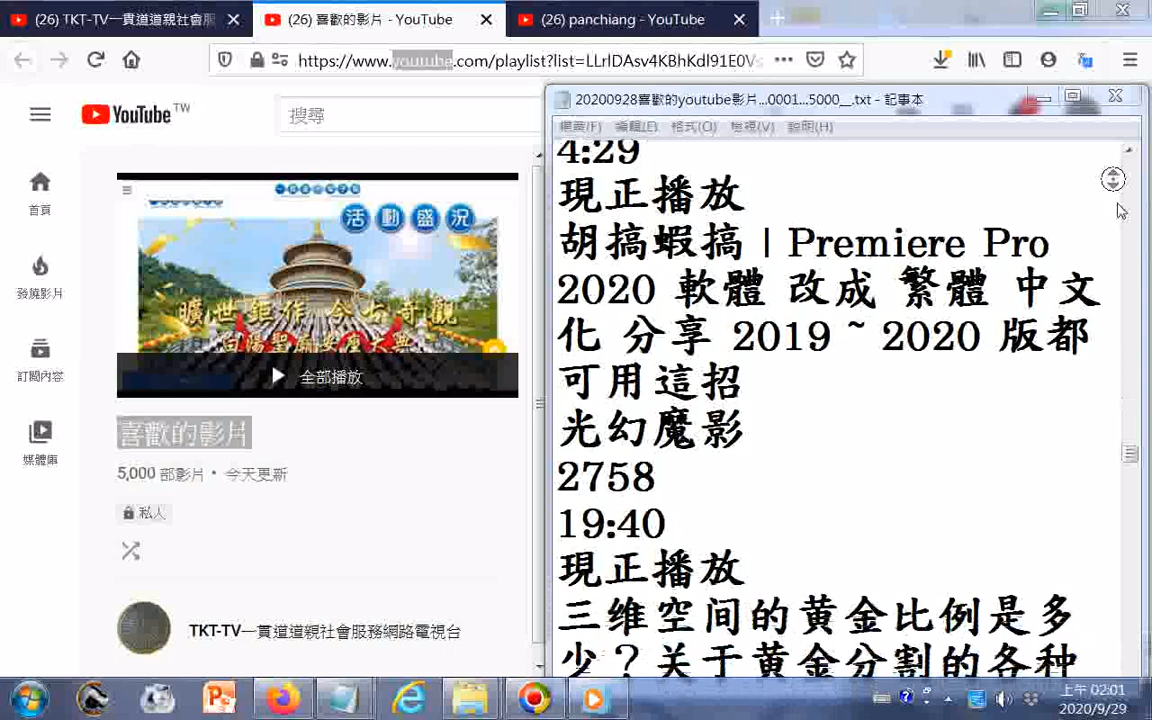 (26) TKT-TV一貫道道親社會服
(26) 喜歡的影片 - YouTube
(26) panchiang - YouTube
https://www.youtube.com/playlist?list=LLrlDAsv4KBhKdl91E0Vs
YouTube TW
搜尋
首頁
發燒影片
訂閱內容
媒體庫
活動盛況
曠世鉅作 今古奇觀
全部播放
喜歡的影片
5,000 部影片・今天更新
私人
TKT-TV一貫道道親社會服務網路電視台
20200928喜歡的youtube影片...0001...5000__.txt - 記事本
檔案(F) 編輯(E) 格式(O) 檢視(V) 說明(H)
4:29
現正播放
胡搞蝦搞 | Premiere Pro
2020 軟體 改成 繁體 中文
化 分享 2019 ~ 2020 版都
可用這招
光幻魔影
2758
19:40
現正播放
三维空间的黄金比例是多
少？关于黄金分割的各种
上午 02:01
2020/9/29